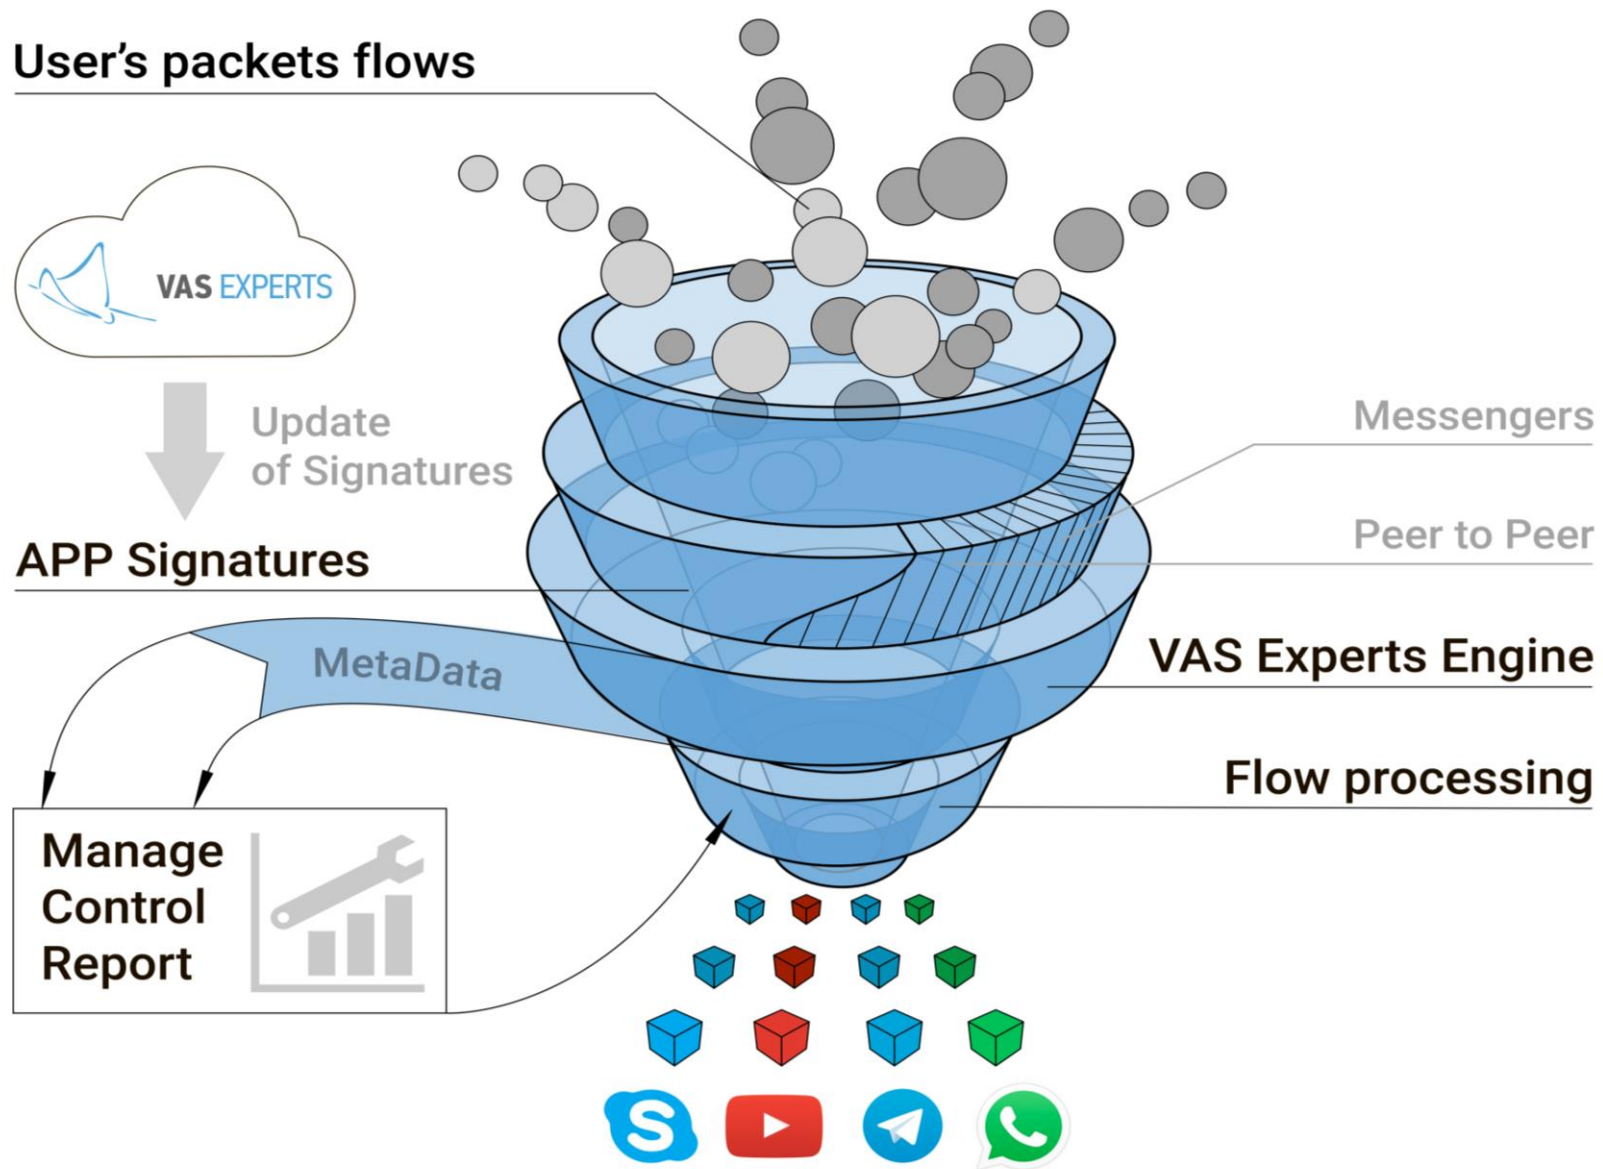 User's packets flows
VAS EXPERTS
Update
of Signatures
Messengers
Peer to Peer
APP Signatures
VAS Experts Engine
MetaData
Flow processing
Manage
Control
Report